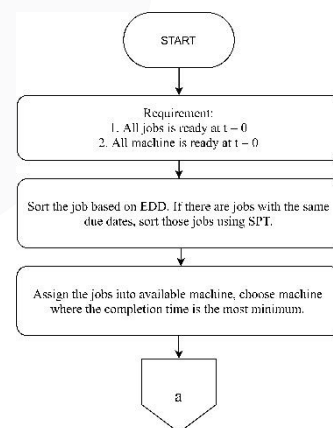 START
Requirement:
1. All jobs is ready at t – 0
2. All machine is ready at t – 0
Sort the job based on EDD. If there are jobs with the same
due dates, sort those jobs using SPT.
Assign the jobs into available machine, choose machine
where the completion time is the most minimum.
a